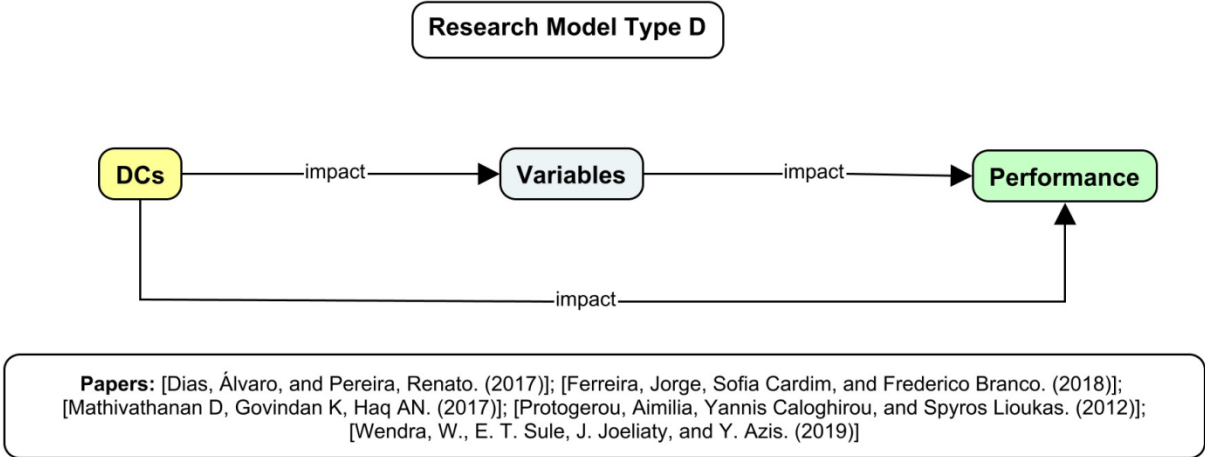 Research Model Type D
DCs
impact
Variables
impact
Performance
impact
Papers: [Dias, Álvaro, and Pereira, Renato. (2017)]; [Ferreira, Jorge, Sofia Cardim, and Frederico Branco. (2018)];
[Mathivathanan D, Govindan K, Haq AN. (2017)]; [Protogerou, Aimilia, Yannis Caloghirou, and Spyros Lioukas. (2012)];
[Wendra, W., E. T. Sule, J. Joeliaty, and Y. Azis. (2019)]